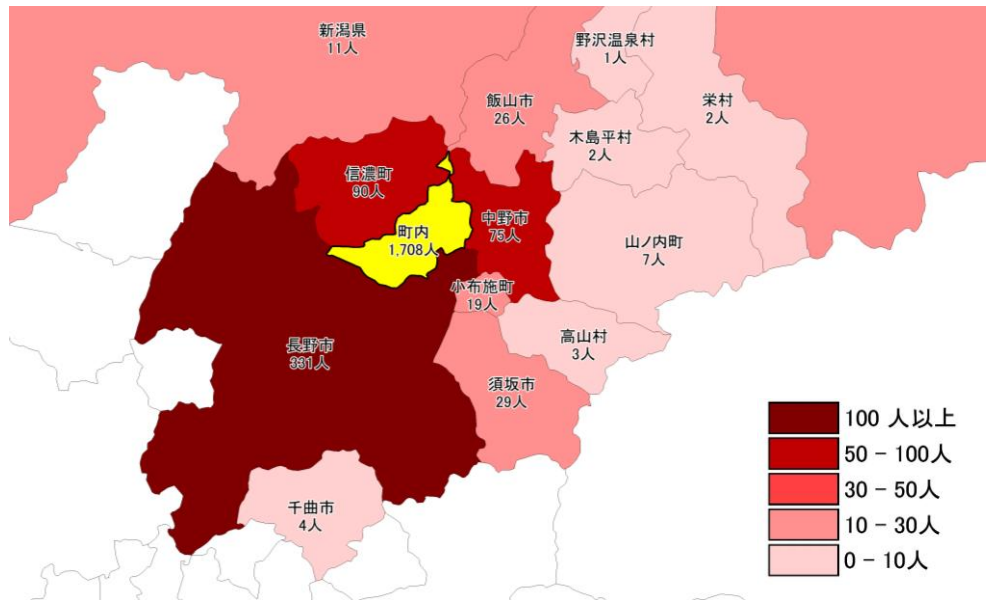 新潟県
11人
野沢温泉村
1人
飯山市
26人
栄村
2人
木島平村
2人
信濃町
90人
中野市
75人
町内
1,708人
山ノ内町
7人
小布施町
19人
高山村
3人
長野市
331人
須坂市
29人
千曲市
4人
100 人以上
50 - 100人
30 - 50人
10 - 30人
0 - 10人